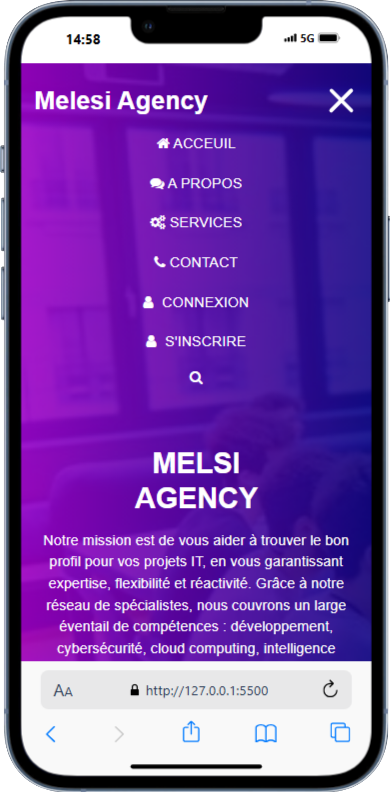 14:58
5G
Melesi Agency
ACCEUIL
A PROPOS
SERVICES
CONTACT
CONNEXION
S'INSCRIRE
MELSI
AGENCY
Notre mission est de vous aider à trouver le bon
profil pour vos projets IT, en vous garantissant
expertise, flexibilité et réactivité. Grâce à notre
réseau de spécialistes, nous couvrons un large
éventail de compétences : développement,
cybersécurité, cloud computing, intelligence
AA http://127.0.0.1:5500